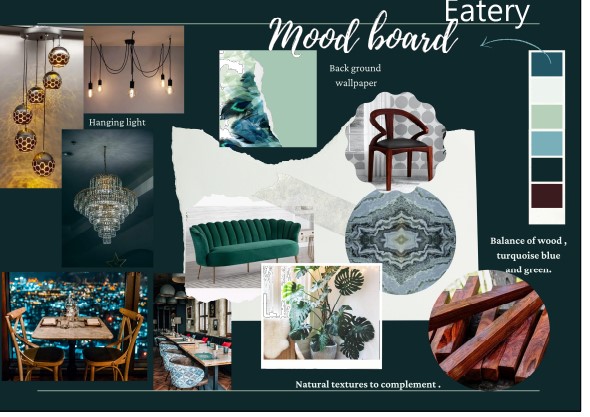 Eatery
Mood board
Back ground
wallpaper
Hanging light
Balance of wood ,
turquoise blue
and green.
Natural textures to complement .